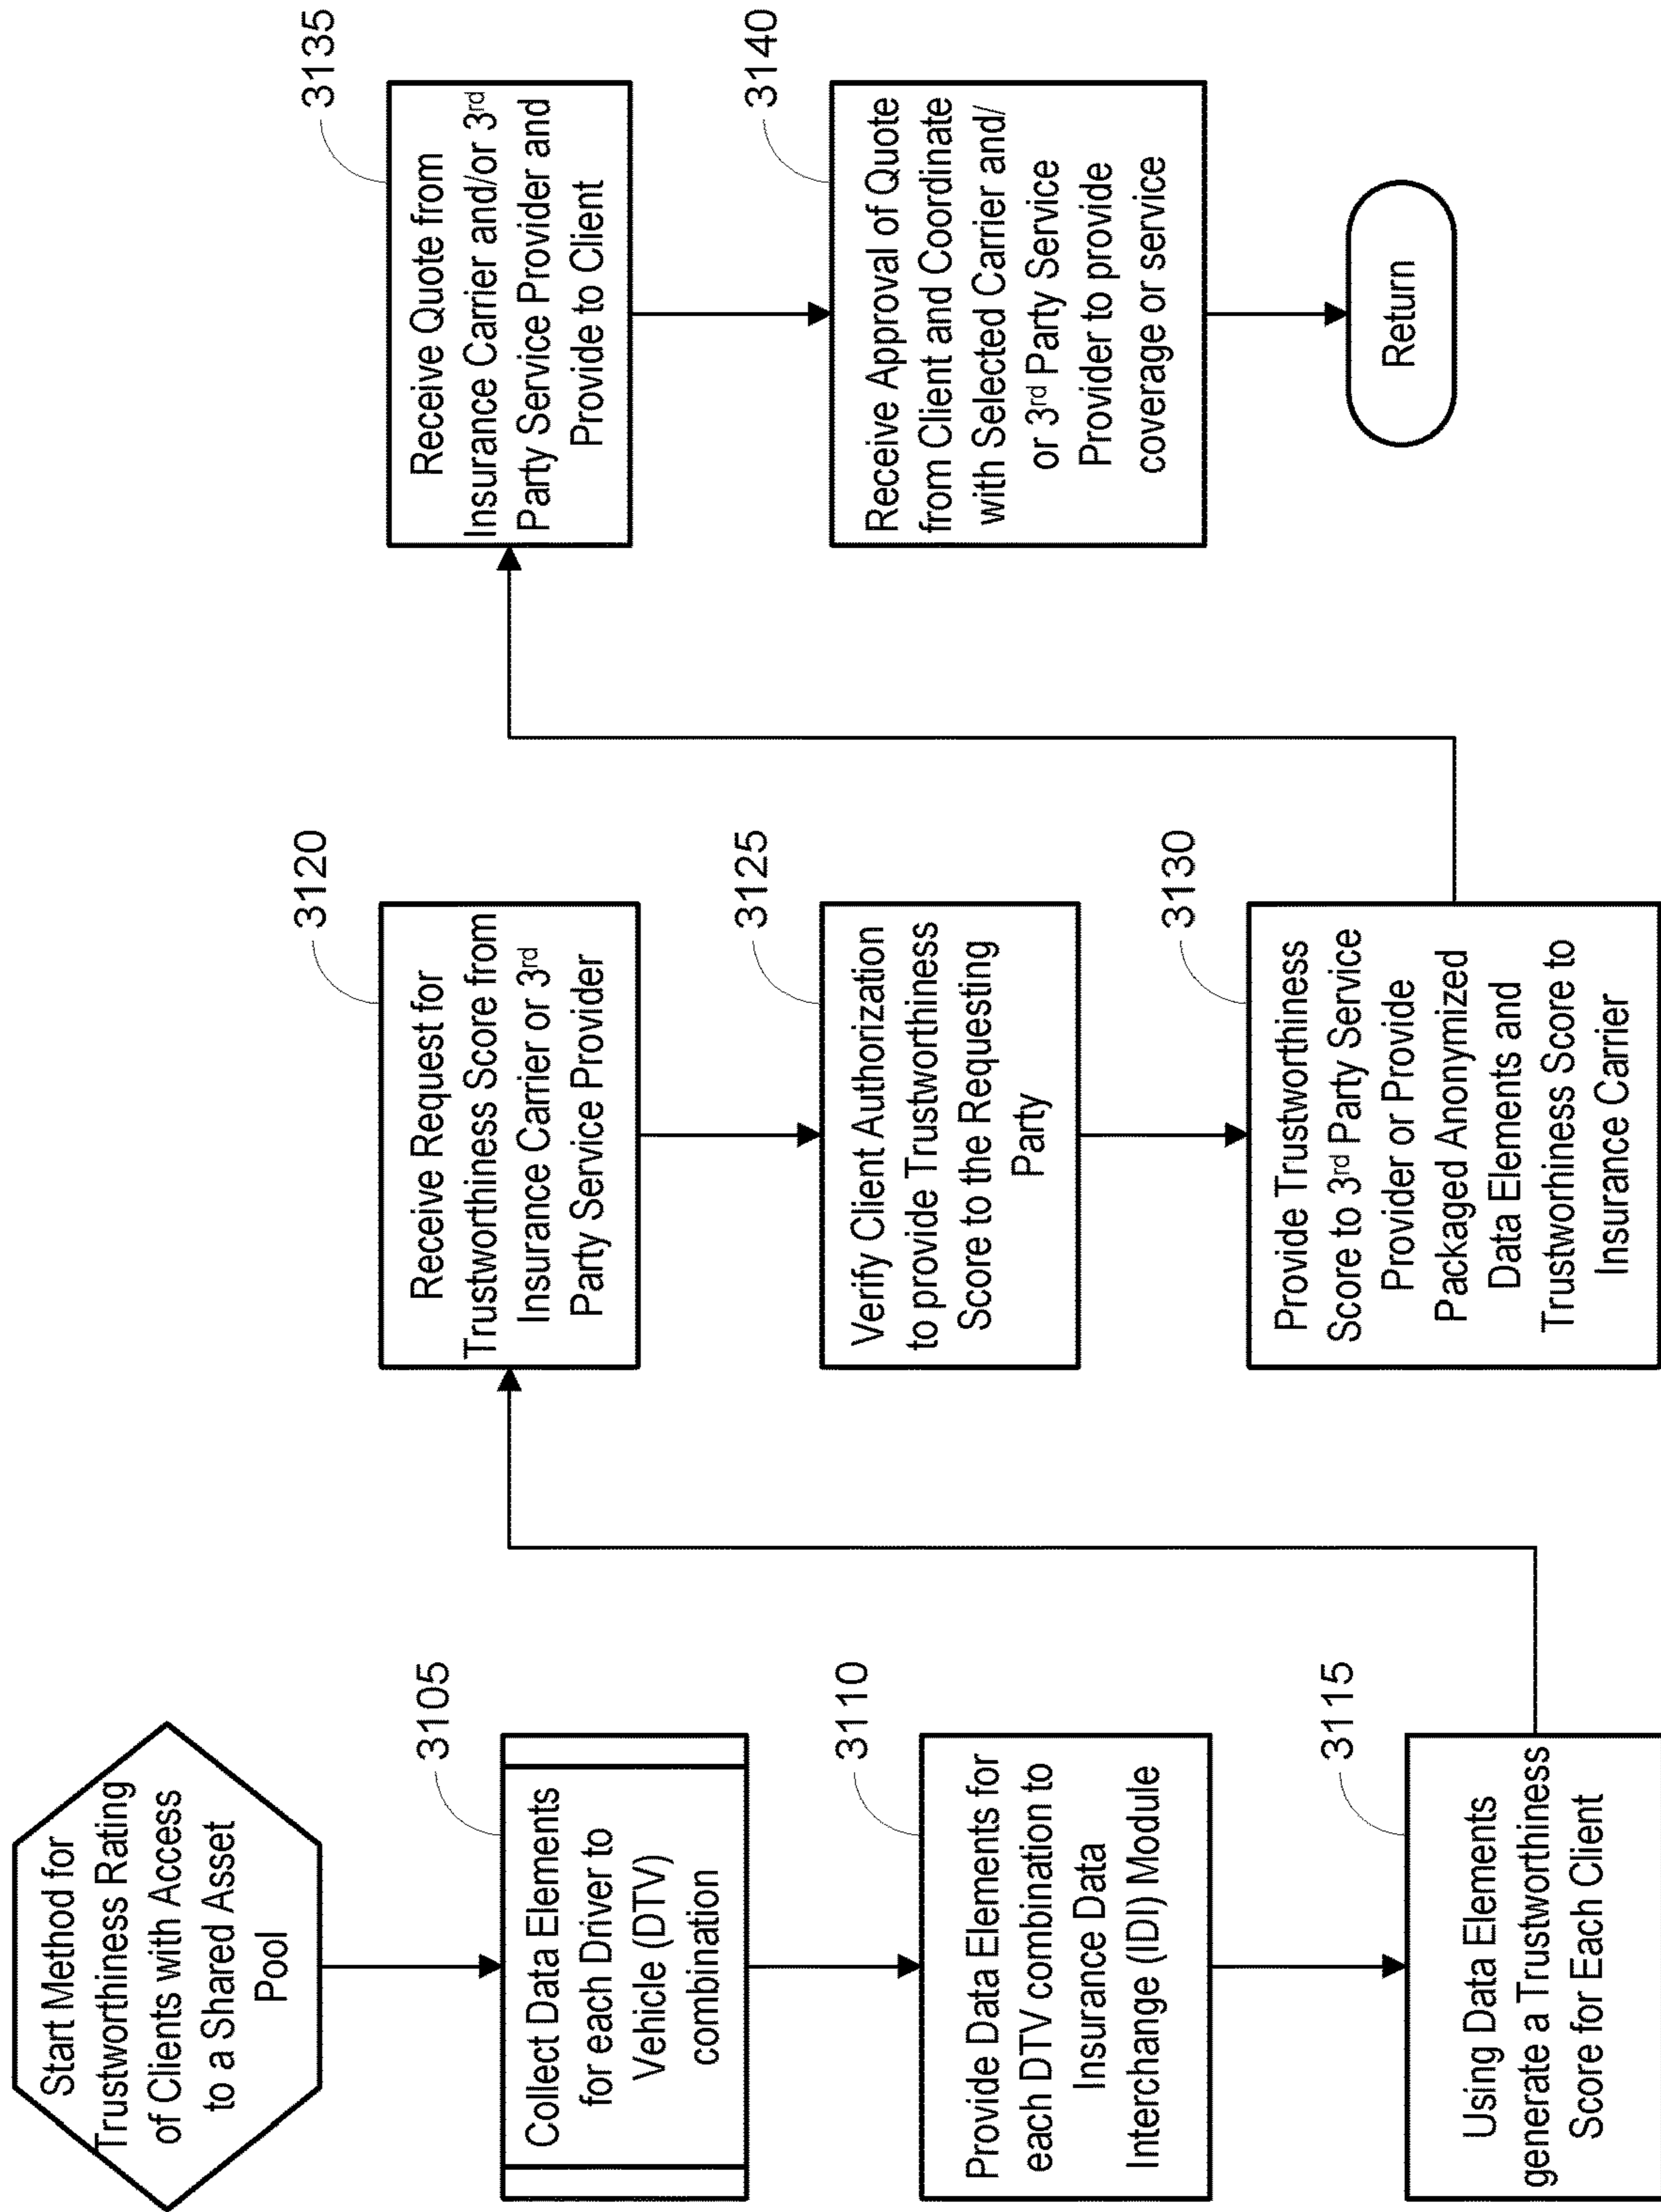 Start Method for
Trustworthiness Rating
of Clients with Access
to a Shared Asset
Pool
3105
Collect Data Elements
for each Driver to
Vehicle (DTV)
combination
3110
Provide Data Elements for
each DTV combination to
Insurance Data
Interchange (IDI) Module
3115
Using Data Elements
generate a Trustworthiness
Score for Each Client
3120
Receive Request for
Trustworthiness Score from
Insurance Carrier or 3rd
Party Service Provider
3125
Verify Client Authorization
to provide Trustworthiness
Score to the Requesting
Party
3130
Provide Trustworthiness
Score to 3rd Party Service
Provider or Provide
Packaged Anonymized
Data Elements and
Trustworhiness Score to
Insurance Carrier
3135
Receive Quote from
Insurance Carrier and/or 3rd
Party Service Provider and
Provide to Client
3140
Receive Approval of Quote
from Client and Coordinate
with Selected Carrier and/
or 3rd Party Service
Provider to provide
coverage or service
Return